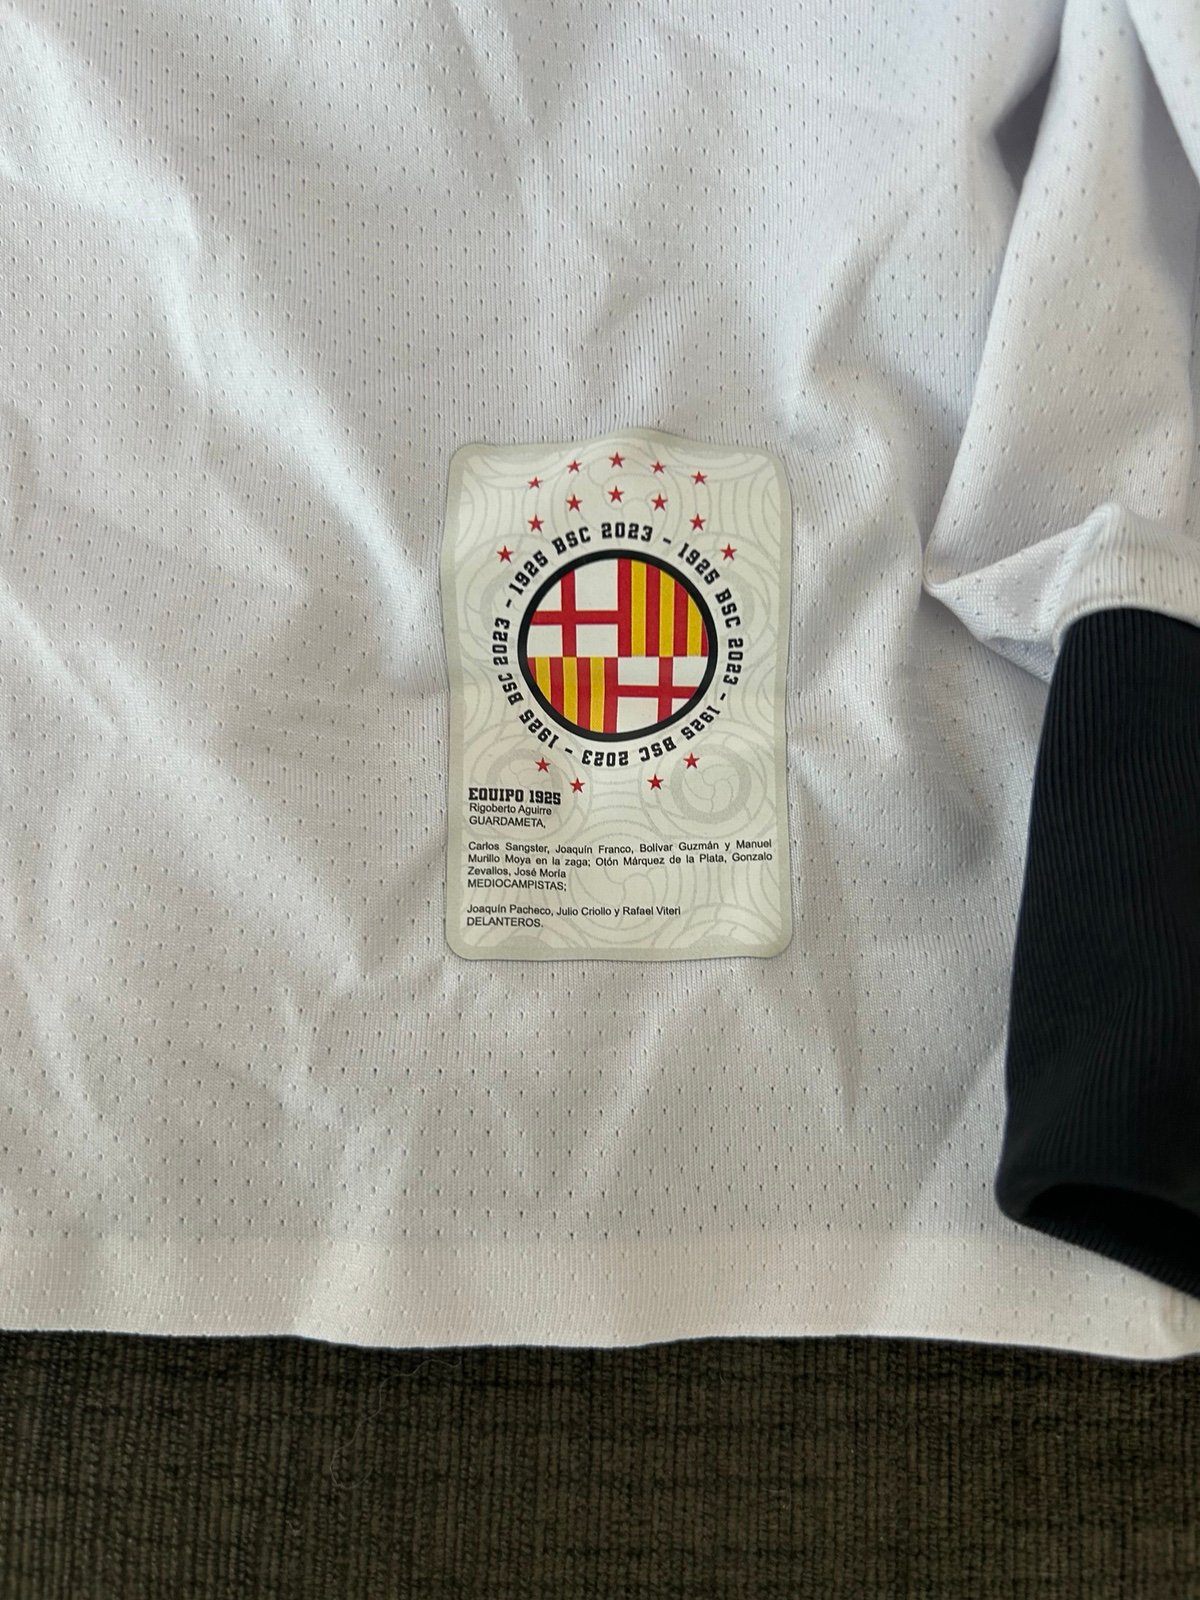 1925 BSC 2023 - 1925 BSC 2023 - 1925 BSC 2023 - 1925 BSC 2023 -
EQUIPO 1925
Rigoberto Aguirre
GUARDAMETA,
Carlos Sangster, Joaquín Franco, Bolívar Guzmán y Manuel
Murillo Moya en la zaga; Otón Márquez de la Plata, Gonzalo
Zevallos, José Moría
MEDIOCAMPISTAS;
Joaquín Pacheco, Julio Criollo y Rafael Viteri
DELANTEROS.